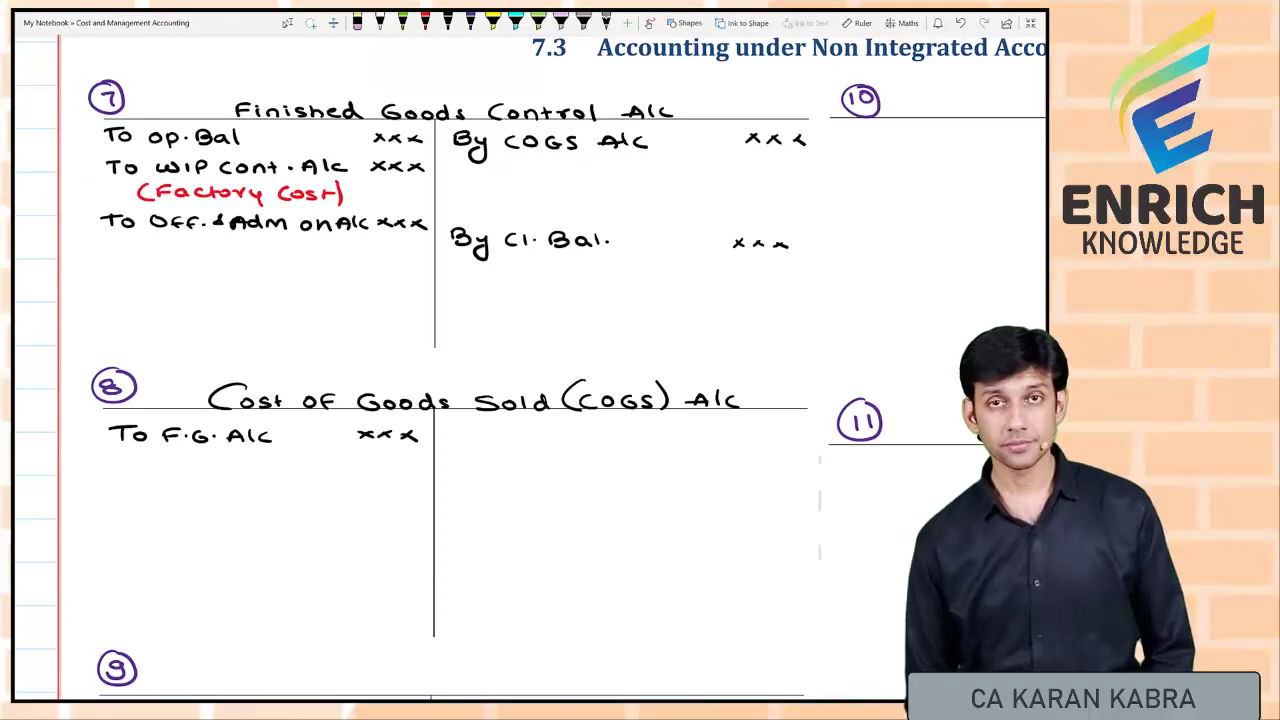 My Notebook » Cost and Management Accounting
Shapes
Ink to Shape
Ink to Text
Ruler
Maths
7.3 Accounting under Non Integrated Acco
7
Finished Goods Control A/c
To Op. Bal xxx
By COGS A/c xxx
To WIP Cont. A/c xxx
(Factory Cost)
To Off. & Adm on A/c xxx
By Cl. Bal. xxx
8
Cost of Goods Sold (COGS) A/c
To F.G. A/c xxx
9
10
11
ENRICH
KNOWLEDGE
CA KARAN KABRA